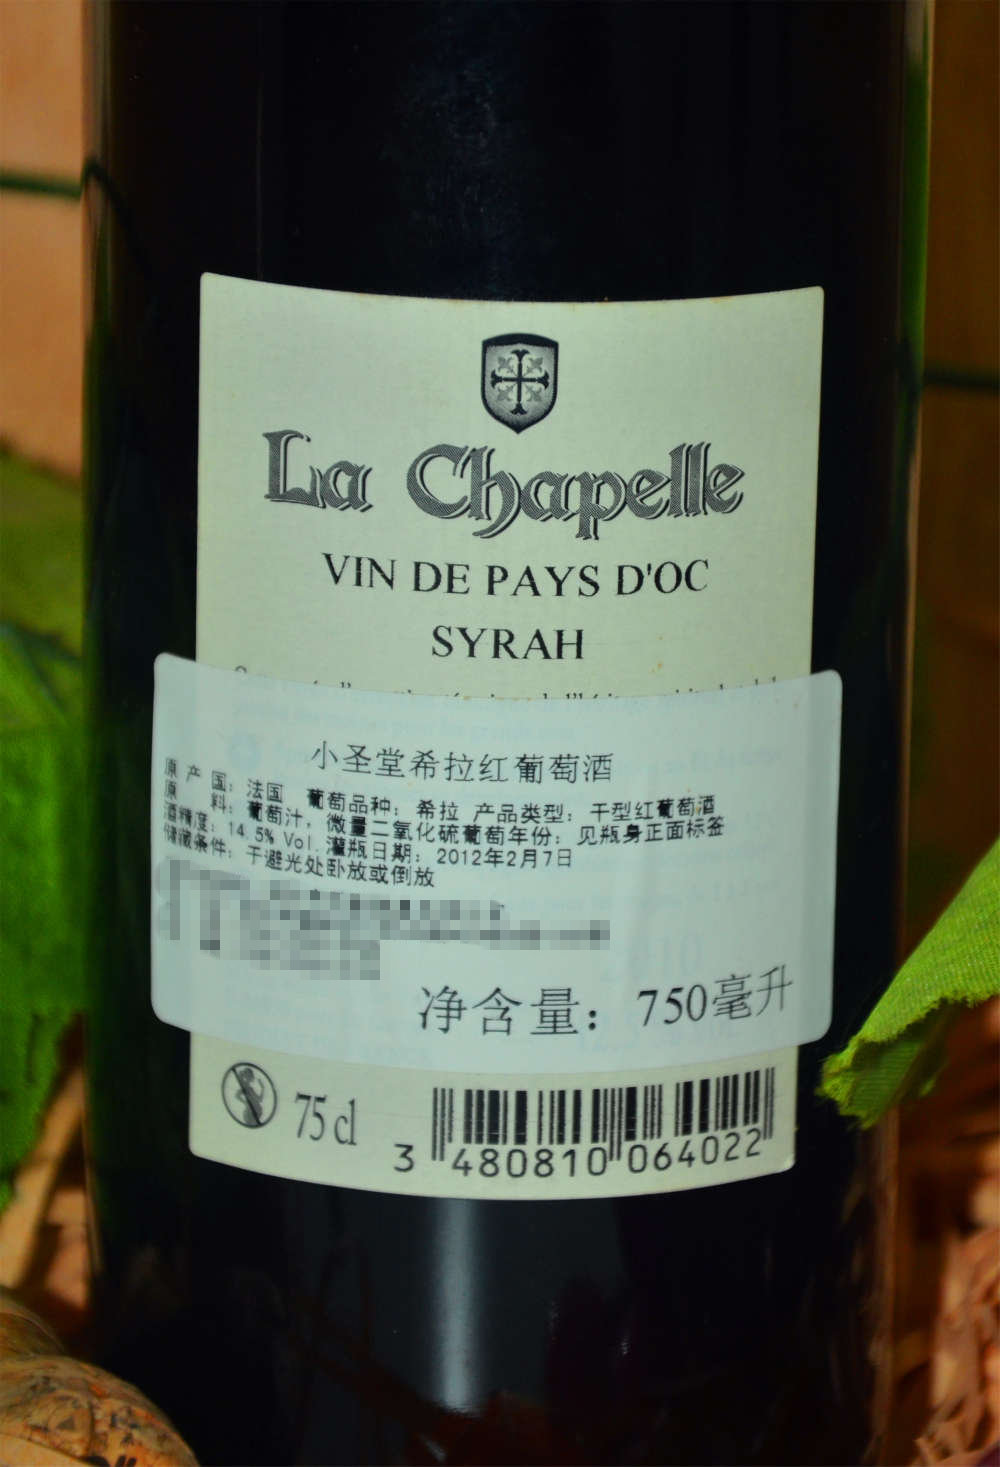 La Chapelle
VIN DE PAYS D'OC
SYRAH
小圣堂希拉红葡萄酒
原产国：法国 葡萄品种：希拉 产品类型：干型红葡萄酒
原料：葡萄汁，微量二氧化硫葡萄年份：见瓶身正面标签
酒精度：14.5% Vol.灌瓶日期：2012年2月7日
储藏条件：于避光处卧放或倒放
净含量：750毫升
75 cl
3 480810 064022